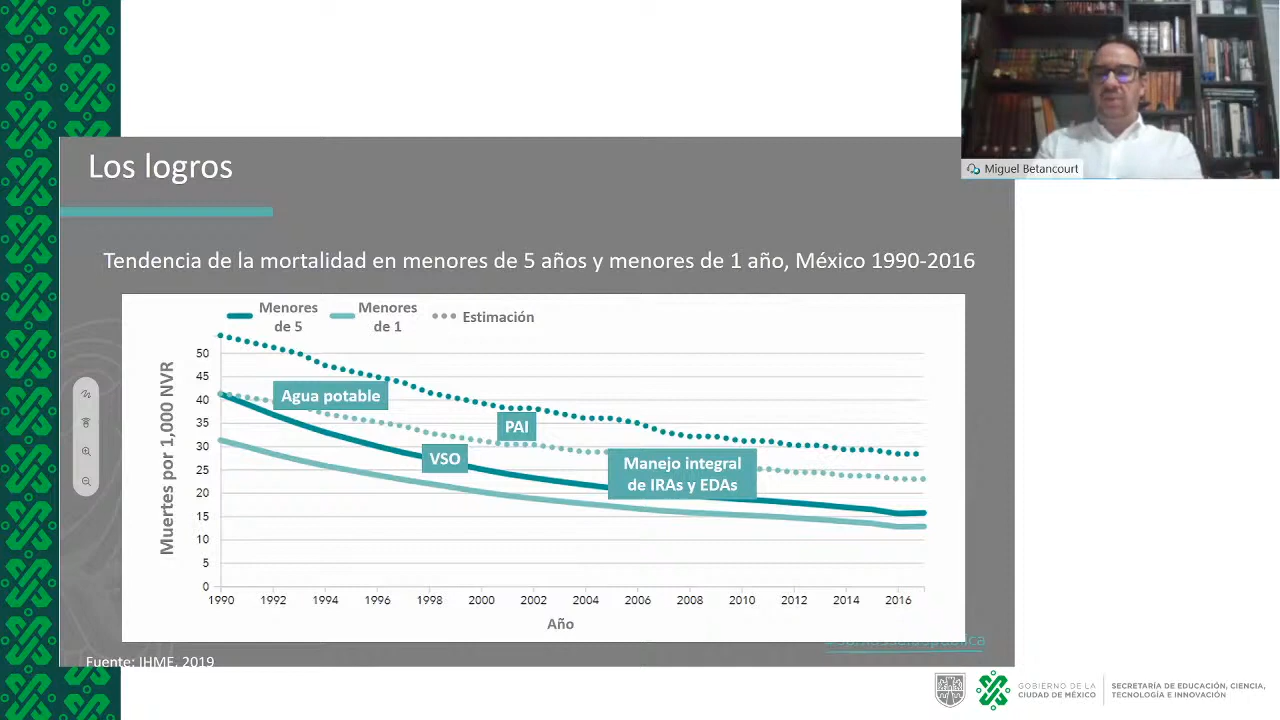 Miguel Betancourt
Los logros
Tendencia de la mortalidad en menores de 5 años y menores de 1 año, México 1990-2016
Menores
de 5
Menores
de 1
Estimación
Muertes por 1,000 NVR
50
45
40
35
30
25
20
15
10
5
0
Agua potable
PAI
VSO
Manejo integral
de IRAs y EDAs
1990 1992 1994 1996 1998 2000 2002 2004 2006 2008 2010 2012 2014 2016
Año
Fuente: IHME, 2019
GOBIERNO DE LA
CIUDAD DE MÉXICO
SECRETARÍA DE EDUCACIÓN, CIENCIA,
TECNOLOGÍA E INNOVACIÓN